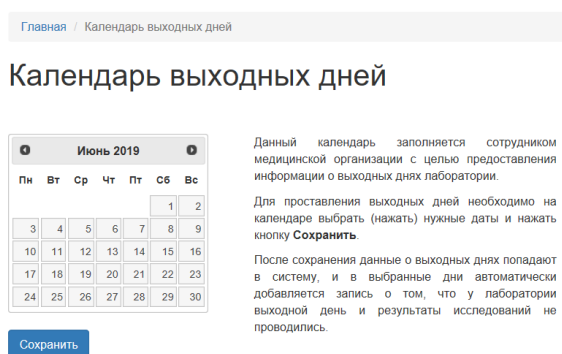 Главная / Календарь выходных дней
Календарь выходных дней
Июнь 2019
Пн Вт Ср Чт Пт Сб Вс
1 2
3 4 5 6 7 8 9
10 11 12 13 14 15 16
17 18 19 20 21 22 23
24 25 26 27 28 29 30
Сохранить
Данный календарь заполняется сотрудником
медицинской организации с целью предоставления
информации о выходных днях лаборатории.
Для проставления выходных дней необходимо на
календаре выбрать (нажать) нужные даты и нажать
кнопку Сохранить.
После сохранения данные о выходных днях попадают
в систему, и в выбранные дни автоматически
добавляется запись о том, что у лаборатории
выходной день и результаты исследований не
проводились.